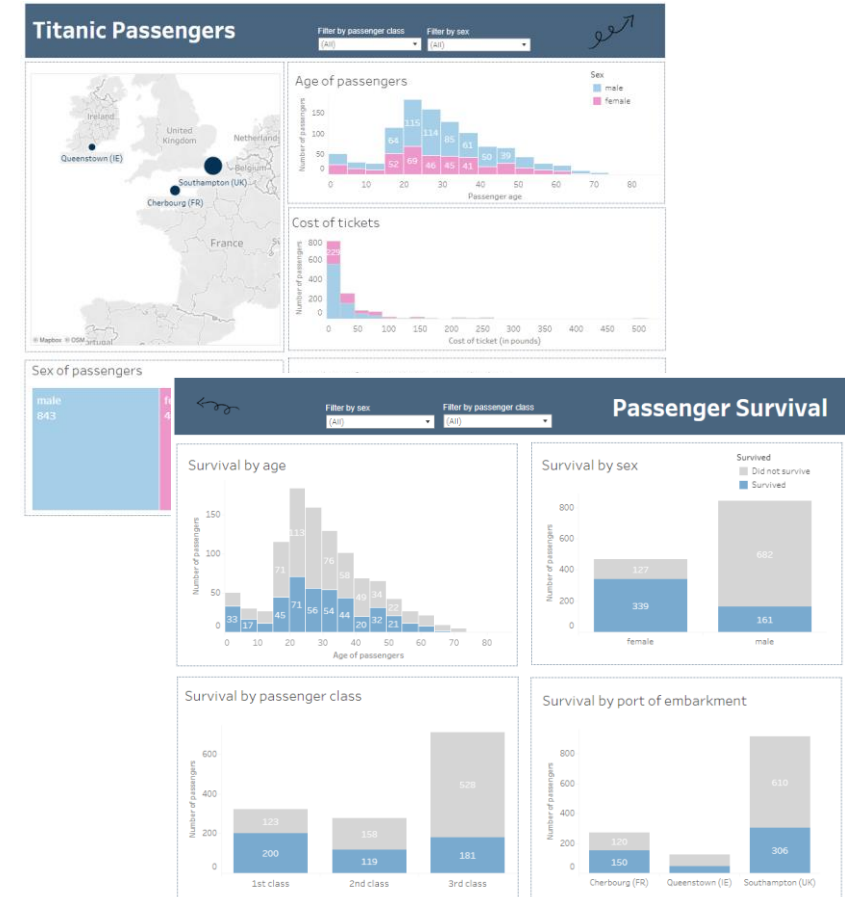 Titanic Passengers
Filter by passenger class
(All)
Filter by sex
(All)
Ireland
United
Kingdom
Netherland
Queenstown (IE)
Belgium
Southampton (UK)
Cherbourg (FR)
France
© Mapbox © OSM
Age of passengers
Sex
male
female
Number of passengers
150
100
50
0
64
115
114
85
61
50
39
52
69
46
45
41
0 10 20 30 40 50 60 70 80
Passenger age
Cost of tickets
Number of passengers
800
600
400
200
0
229
0 50 100 150 200 250 300 350 400 450 500
Cost of ticket (in pounds)
Sex of passengers
male
843
Filter by sex
(All)
Filter by passenger class
(All)
Passenger Survival
Survival by age
Number of passengers
150
100
50
0
71
113
76
58
49
34
22
33
17
45
71
56
54
44
20
32
21
0 10 20 30 40 50 60 70 80
Age of passengers
Survival by sex
Survived
Did not survive
Survived
Number of passengers
800
600
400
200
0
127
339
682
161
female male
Survival by passenger class
Number of passengers
600
400
200
0
123
200
158
119
528
181
1st class 2nd class 3rd class
Survival by port of embarkment
Number of passengers
800
600
400
200
0
120
150
610
306
Cherbourg (FR) Queenstown (IE) Southampton (UK)